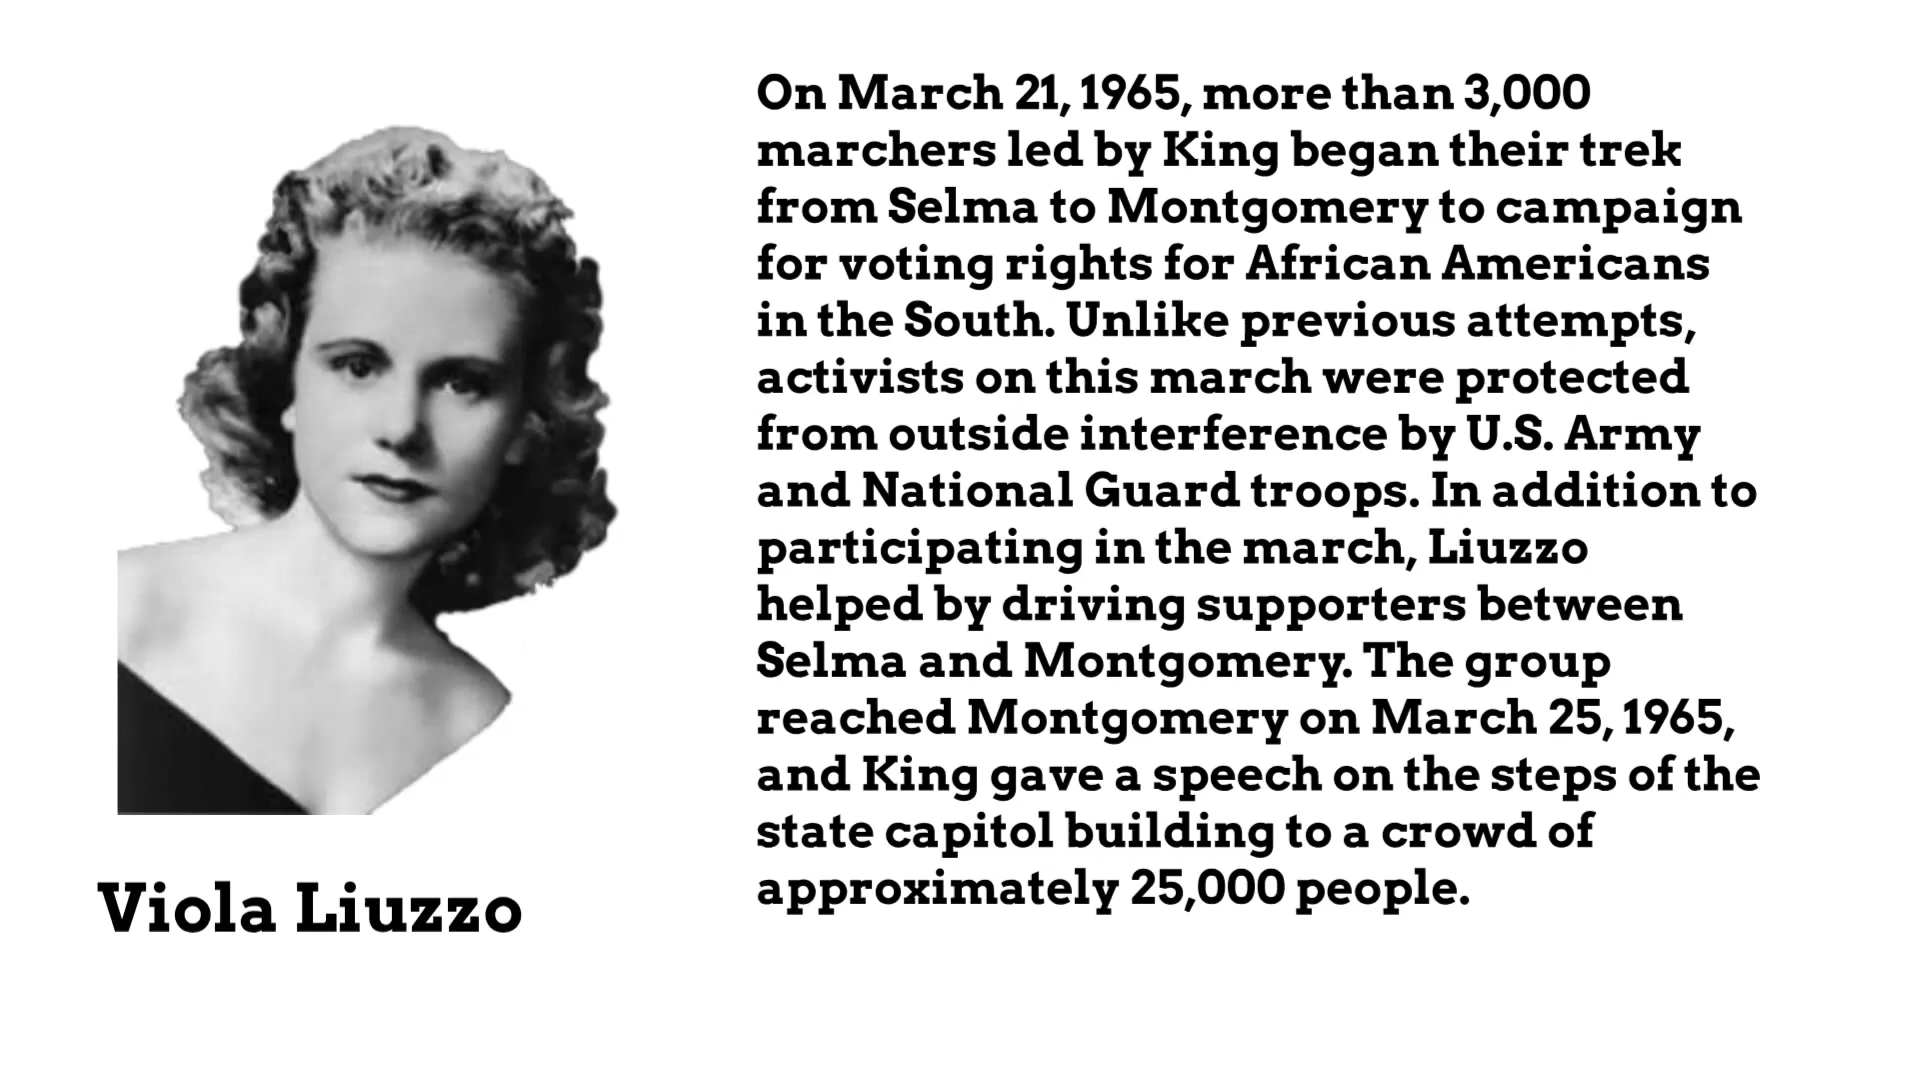 On March 21, 1965, more than 3,000
marchers led by King began their trek
from Selma to Montgomery to campaign
for voting rights for African Americans
in the South. Unlike previous attempts,
activists on this march were protected
from outside interference by U.S. Army
and National Guard troops. In addition to
participating in the march, Liuzzo
helped by driving supporters between
Selma and Montgomery. The group
reached Montgomery on March 25, 1965,
and King gave a speech on the steps of the
state capitol building to a crowd of
approximately 25,000 people.
Viola Liuzzo